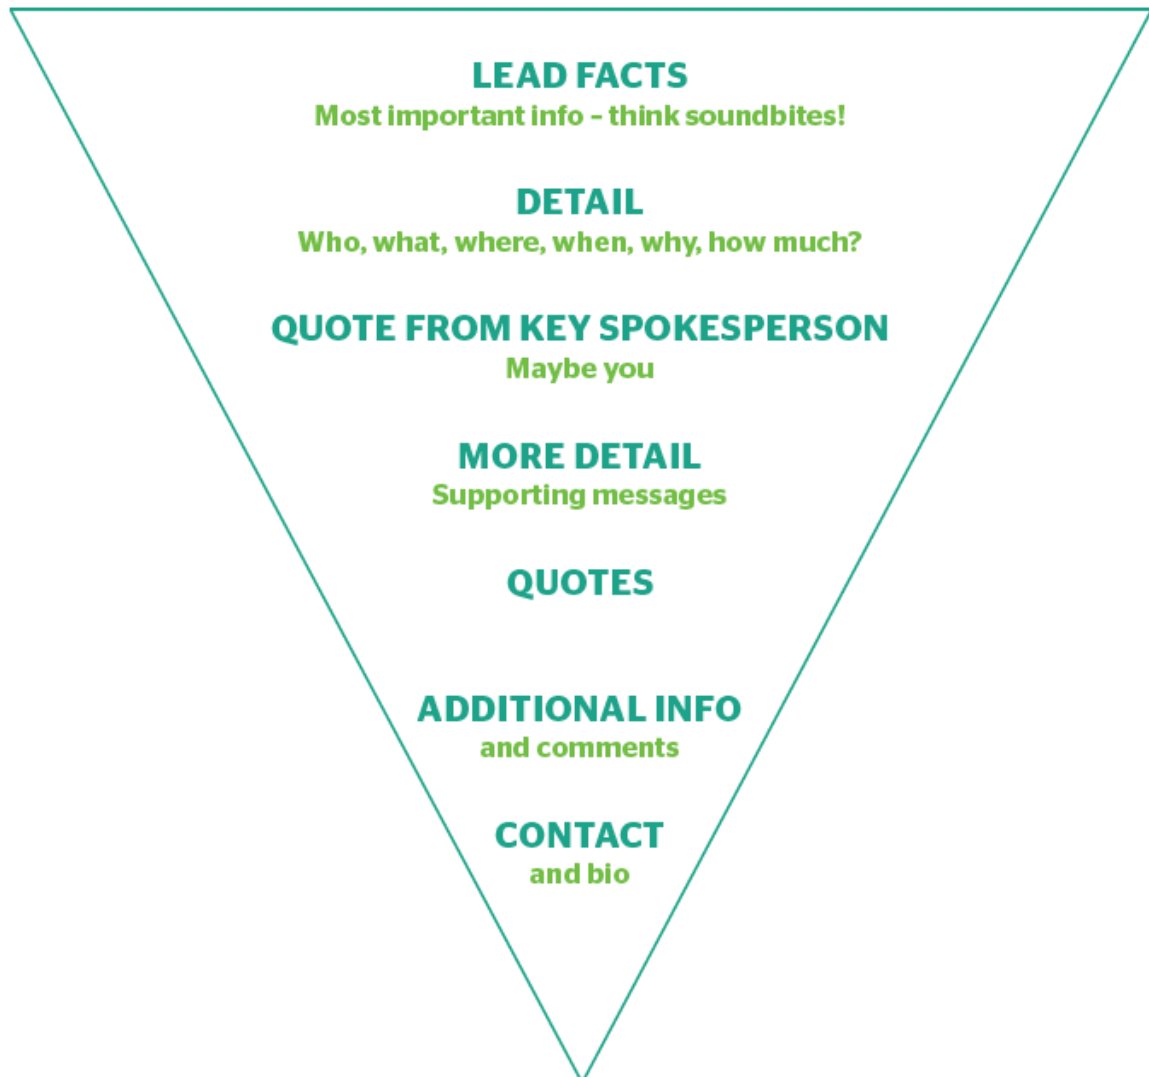 LEAD FACTS
Most important info – think soundbites!
DETAIL
Who, what, where, when, why, how much?
QUOTE FROM KEY SPOKESPERSON
Maybe you
MORE DETAIL
Supporting messages
QUOTES
ADDITIONAL INFO
and comments
CONTACT
and bio